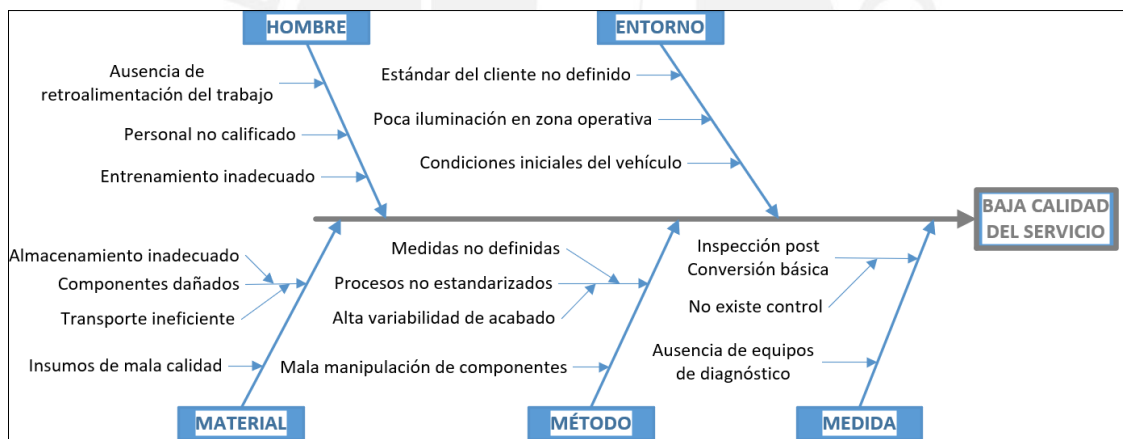 HOMBRE
ENTORNO
Ausencia de
retroalimentación del trabajo
Personal no calificado
Entrenamiento inadecuado
Estándar del cliente no definido
Poca iluminación en zona operativa
Condiciones iniciales del vehículo
BAJA CALIDAD
DEL SERVICIO
Almacenamiento inadecuado
Componentes dañados
Transporte ineficiente
Insumos de mala calidad
Medidas no definidas
Procesos no estandarizados
Alta variabilidad de acabado
Mala manipulación de componentes
Inspección post
Conversión básica
No existe control
Ausencia de equipos
de diagnóstico
MATERIAL
MÉTODO
MEDIDA